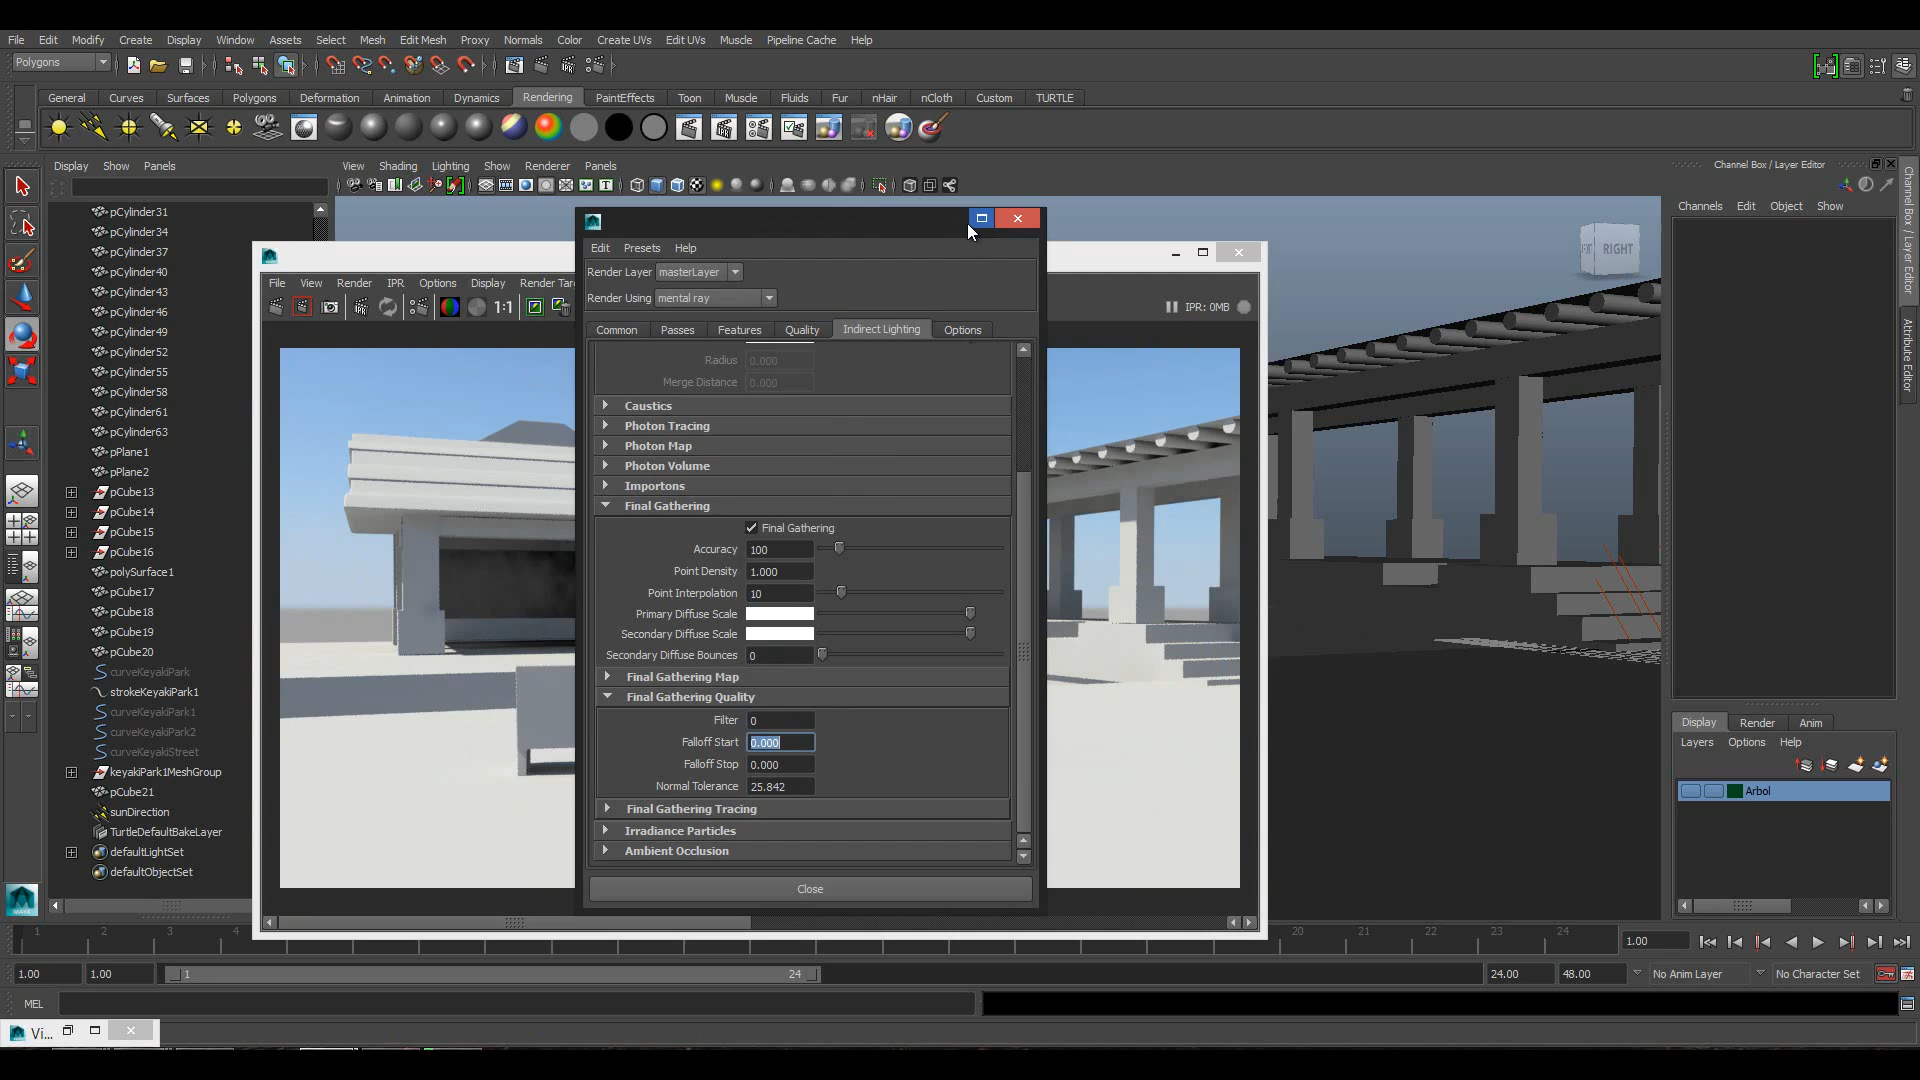 File Edit Modify Create Display Window Assets Select Mesh Edit Mesh Proxy Normals Color Create UVs Edit UVs Muscle Pipeline Cache Help
Polygons
General Curves Surfaces Polygons Deformation Animation Dynamics Rendering PaintEffects Toon Muscle Fluids Fur nHair nCloth Custom TURTLE
Display Show Panels
View Shading Lighting Show Renderer Panels
Channel Box / Layer Editor
Channels Edit Object Show
Channel Box / Layer Editor
Attribute Editor
RIGHT
pCylinder31
pCylinder34
pCylinder37
pCylinder40
pCylinder43
pCylinder46
pCylinder49
pCylinder52
pCylinder55
pCylinder58
pCylinder61
pCylinder63
pPlane1
pPlane2
pCube13
pCube14
pCube15
pCube16
polySurface1
pCube17
pCube18
pCube19
pCube20
curveKeyakiPark
strokeKeyakiPark1
curveKeyakiPark1
curveKeyakiPark2
curveKeyakiStreet
keyakiPark1MeshGroup
pCube21
sunDirection
TurtleDefaultBakeLayer
defaultLightSet
defaultObjectSet
File View Render IPR Options Display Render Tar
1:1
IPR: 0MB
Edit Presets Help
Render Layer masterLayer
Render Using mental ray
Common Passes Features Quality Indirect Lighting Options
Radius 0.000
Merge Distance 0.000
Caustics
Photon Tracing
Photon Map
Photon Volume
Importons
Final Gathering
Final Gathering
Accuracy 100
Point Density 1.000
Point Interpolation 10
Primary Diffuse Scale
Secondary Diffuse Scale
Secondary Diffuse Bounces 0
Final Gathering Map
Final Gathering Quality
Filter 0
Falloff Start 0.000
Falloff Stop 0.000
Normal Tolerance 25.842
Final Gathering Tracing
Irradiance Particles
Ambient Occlusion
Close
Display Render Anim
Layers Options Help
Arbol
1 2 3 4 20 21 22 23 24 1.00
1.00 1.00 1 24 24.00 48.00 No Anim Layer No Character Set
MEL
Vi...